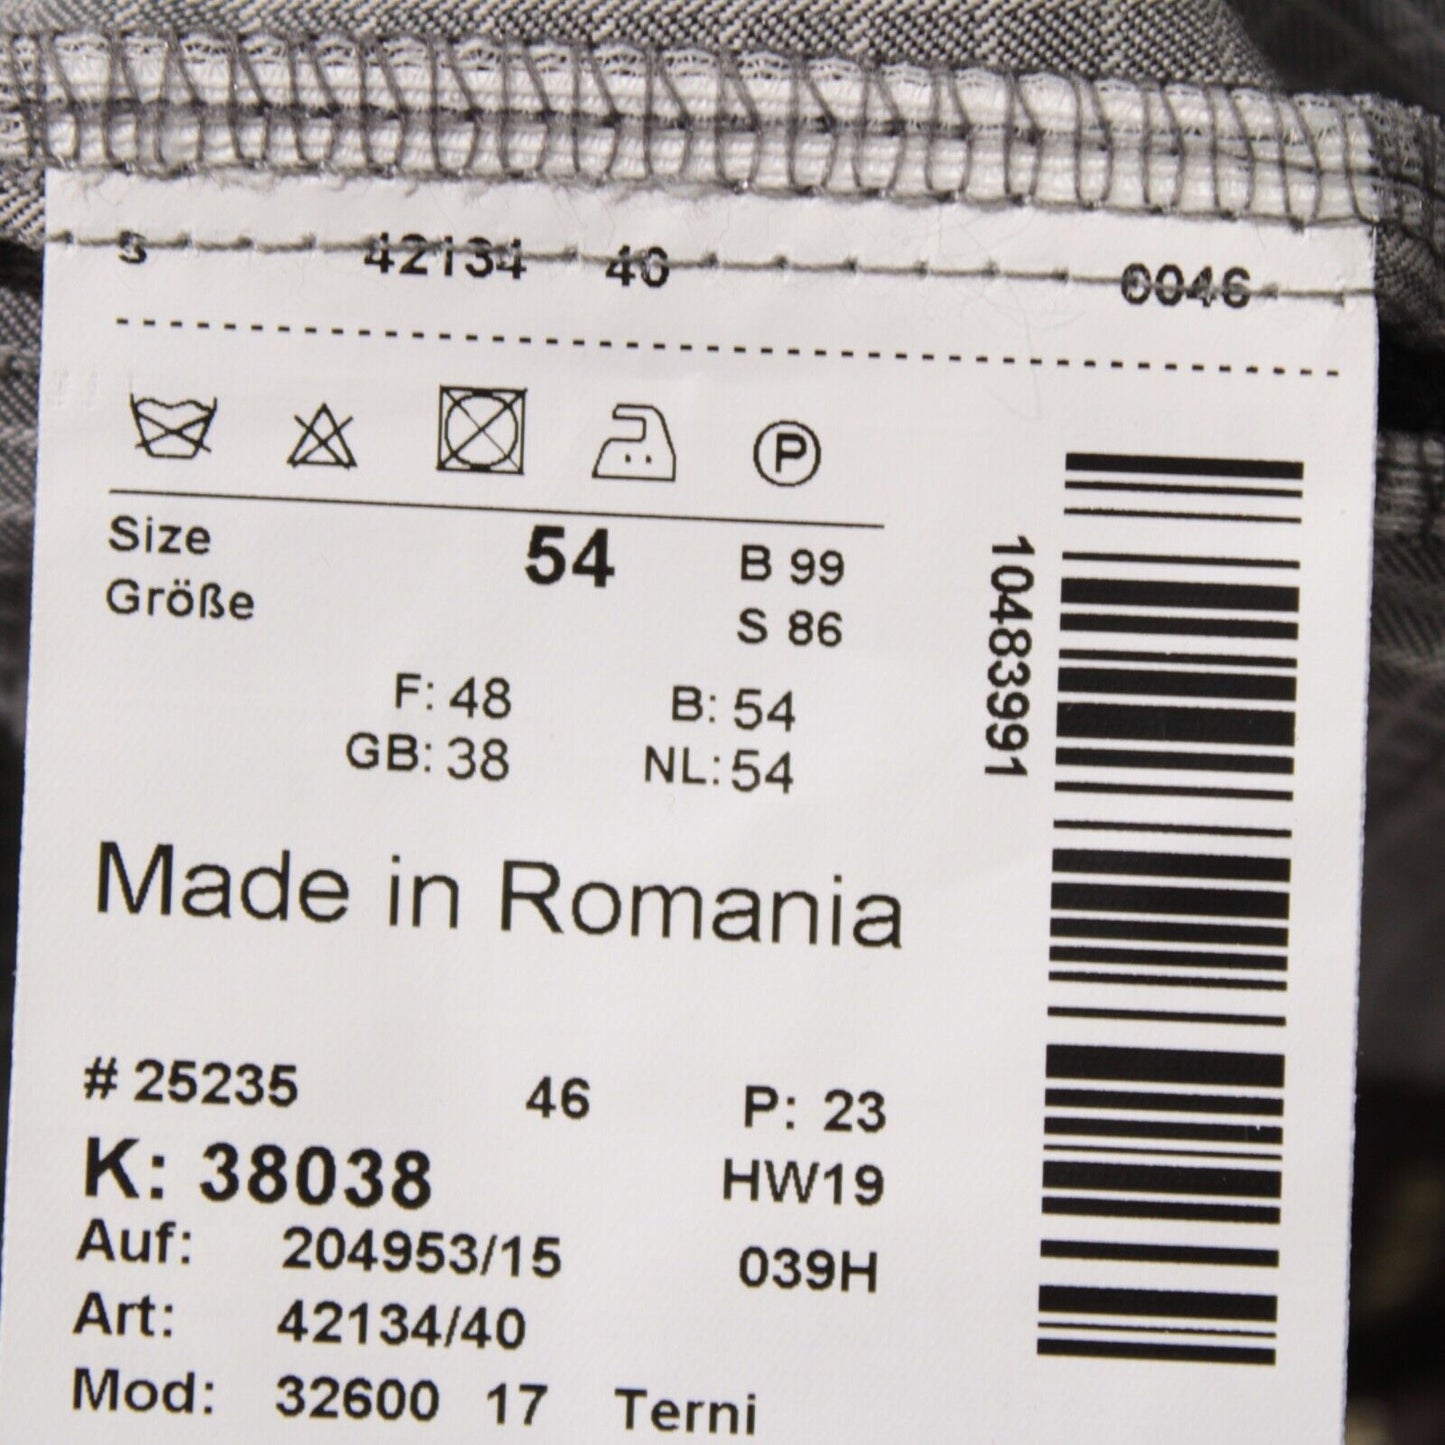 s 42134 40 0046
P
Size 54 B 99
Größe S 86
F: 48 B: 54
GB: 38 NL: 54
10483991
Made in Romania
# 25235 46 P: 23
K: 38038 HW19
Auf: 204953/15 039H
Art: 42134/40
Mod: 32600 17 Terni